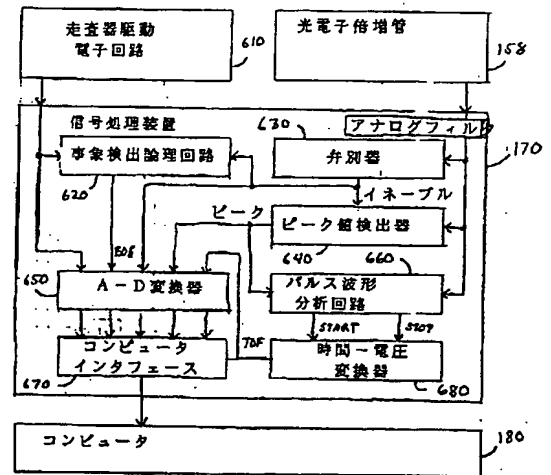 走査器駆動
電子回路
610
光電子倍増管
158
信号処理装置
アナログフィルタ
630
170
事象検出論理回路
弁別器
620
イネーブル
ピーク
ピーク値検出器
640
660
EOS
650
A-D変換器
パルス波形
分析回路
START
STOP
コンピュータ
インタフェース
TOF
時間-電圧
変換器
670
680
コンピュータ
180